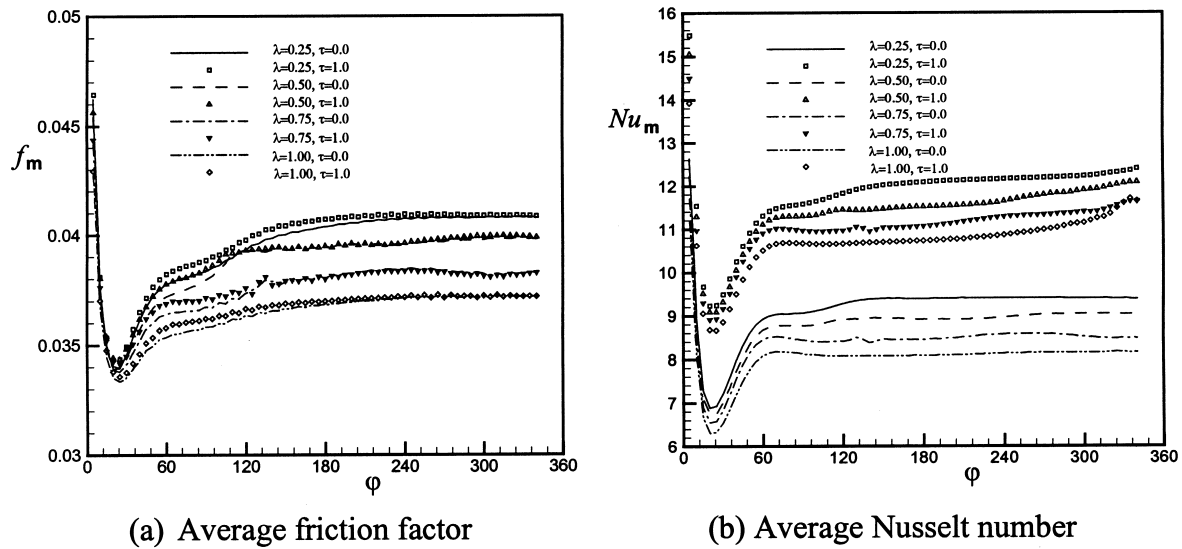 0.05
0.045
0.04
0.035
0.03
f m
λ=0.25, τ=0.0
λ=0.25, τ=1.0
λ=0.50, τ=0.0
λ=0.50, τ=1.0
λ=0.75, τ=0.0
λ=0.75, τ=1.0
λ=1.00, τ=0.0
λ=1.00, τ=1.0
0 60 120 180 240 300 360
φ
(a) Average friction factor
16
15
14
13
12
11
10
9
8
7
6
Nu m
λ=0.25, τ=0.0
λ=0.25, τ=1.0
λ=0.50, τ=0.0
λ=0.50, τ=1.0
λ=0.75, τ=0.0
λ=0.75, τ=1.0
λ=1.00, τ=0.0
λ=1.00, τ=1.0
0 60 120 180 240 300 360
φ
(b) Average Nusselt number